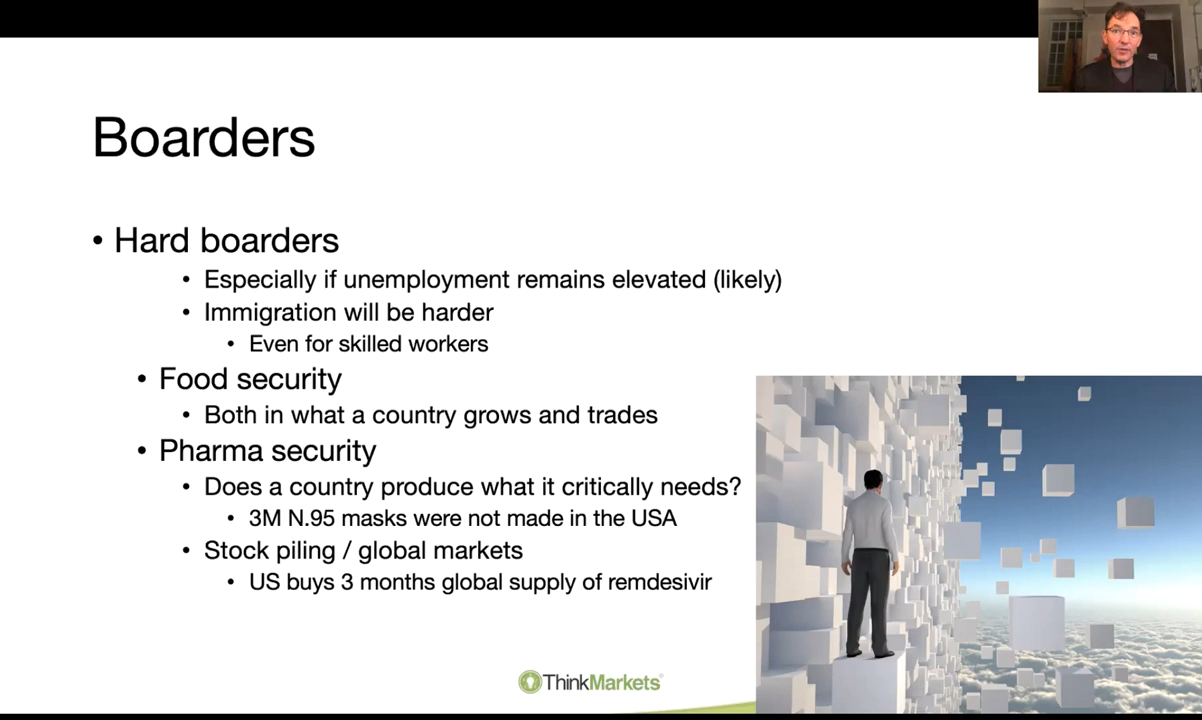 Boarders
• Hard boarders
• Especially if unemployment remains elevated (likely)
• Immigration will be harder
• Even for skilled workers
• Food security
• Both in what a country grows and trades
• Pharma security
• Does a country produce what it critically needs?
• 3M N.95 masks were not made in the USA
• Stock piling / global markets
• US buys 3 months global supply of remdesivir
ThinkMarkets